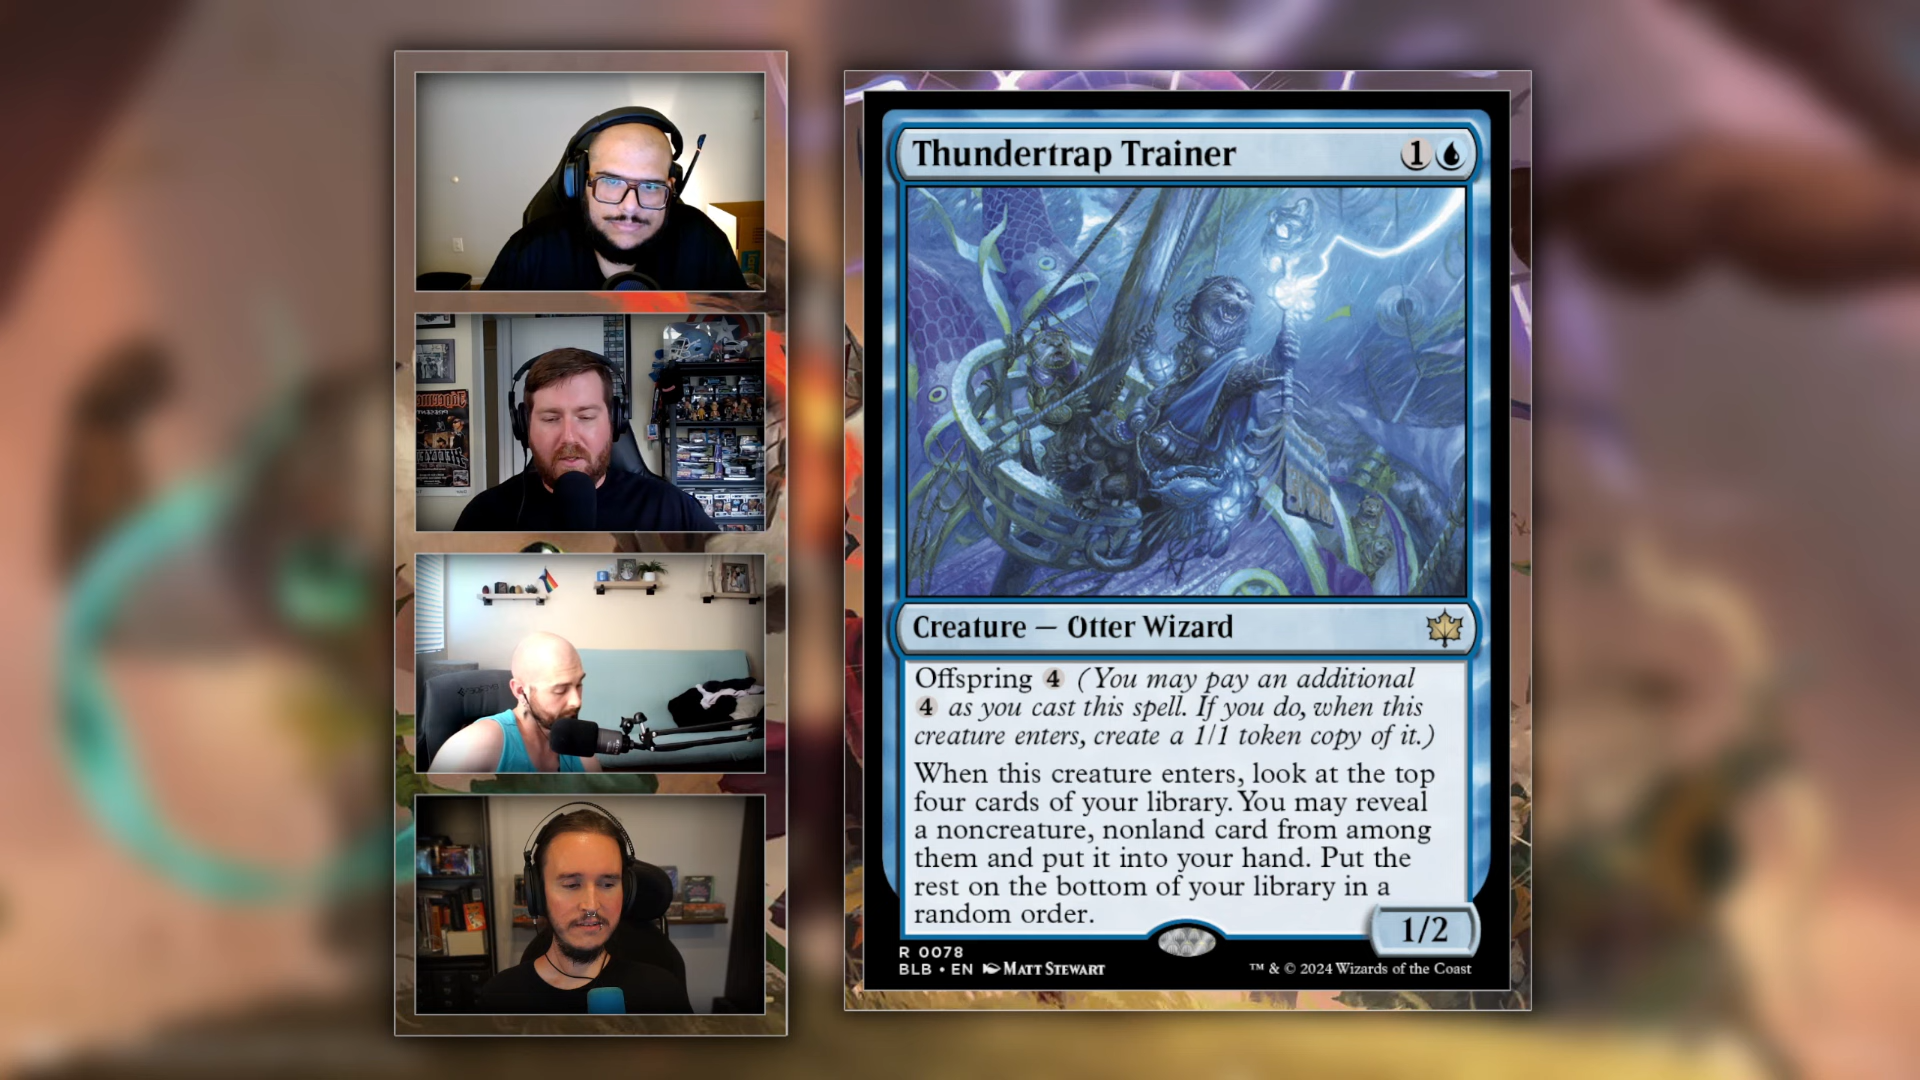 Thundertrap Trainer 1
Creature — Otter Wizard
Offspring 4 (You may pay an additional
4 as you cast this spell. If you do, when this
creature enters, create a 1/1 token copy of it.)
When this creature enters, look at the top
four cards of your library. You may reveal
a noncreature, nonland card from among
them and put it into your hand. Put the
rest on the bottom of your library in a
random order.
1/2
R 0078
BLB • EN MATT STEWART
™ & © 2024 Wizards of the Coast